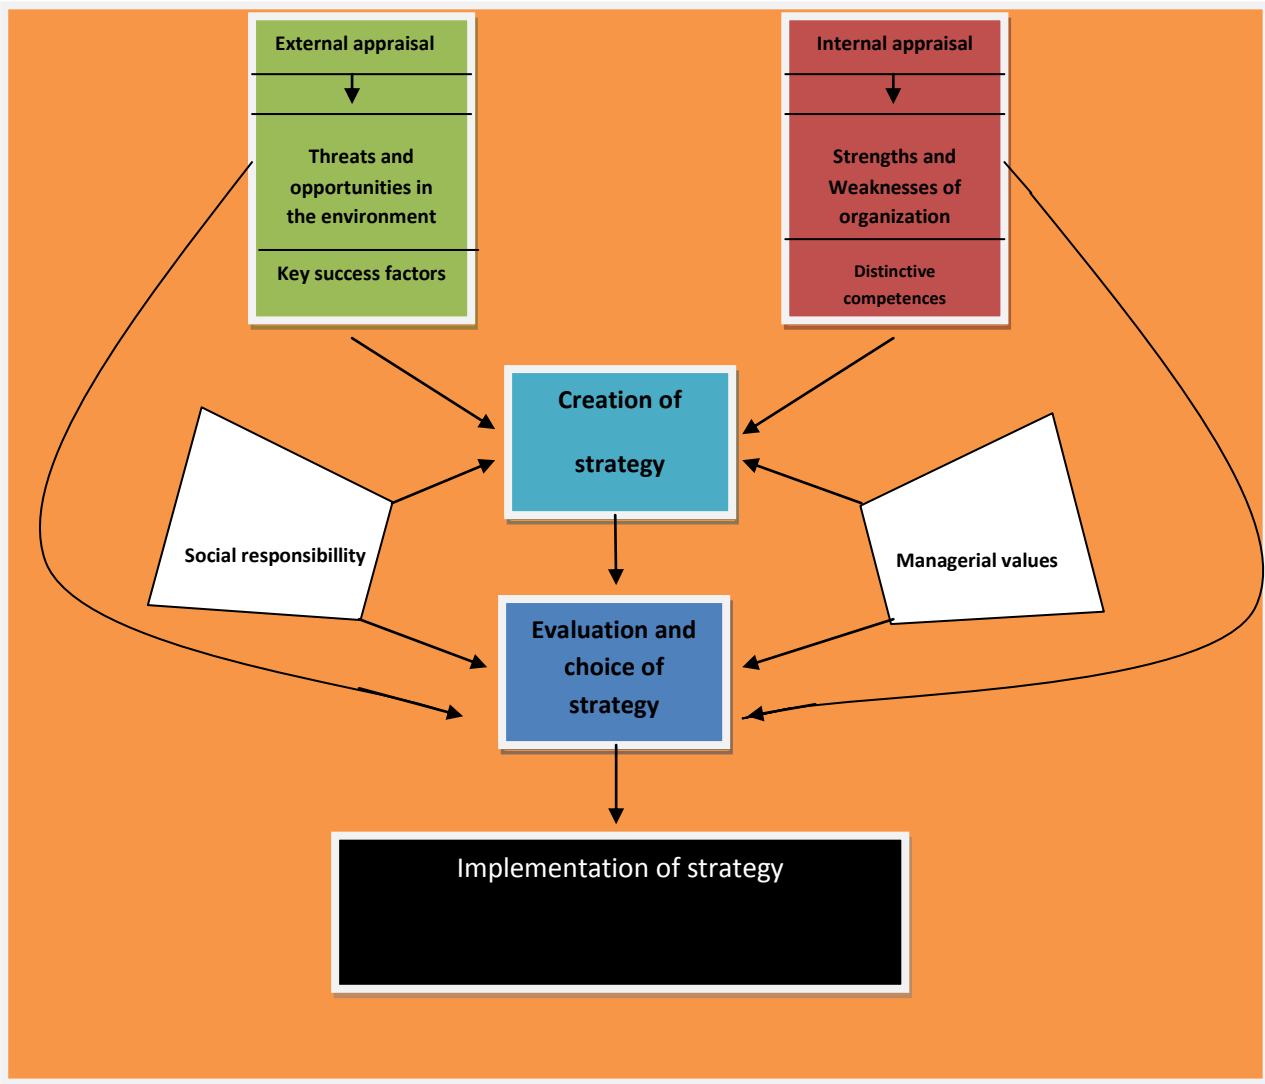 External appraisal
Threats and
opportunities in
the environment
Key success factors
Internal appraisal
Strengths and
Weaknesses of
organization
Distinctive
competences
Creation of
strategy
Social responsibillity
Managerial values
Evaluation and
choice of
strategy
Implementation of strategy